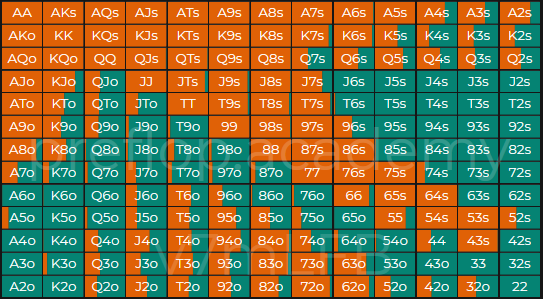 AA AKs AQs AJs ATs A9s A8s A7s A6s A5s A4s A3s A2s
AKo KK KQs KJs KTs K9s K8s K7s K6s K5s K4s K3s K2s
AQo KQo QQ QJs QTs Q9s Q8s Q7s Q6s Q5s Q4s Q3s Q2s
AJo KJo QJo JJ JTs J9s J8s J7s J6s J5s J4s J3s J2s
ATo KTo QTo JTo TT T9s T8s T7s T6s T5s T4s T3s T2s
A9o K9o Q9o J9o T9o 99 98s 97s 96s 95s 94s 93s 92s
A8o K8o Q8o J8o T8o 98o 88 87s 86s 85s 84s 83s 82s
preflop.academy
A7o K7o Q7o J7o T7o 97o 87o 77 76s 75s 74s 73s 72s
A6o K6o Q6o J6o T6o 96o 86o 76o 66 65s 64s 63s 62s
A5o K5o Q5o J5o T5o 95o 85o 75o 65o 55 54s 53s 52s
A4o K4o Q4o J4o T4o 94o 84o 74o 64o 54o 44 43s 42s
A3o K3o Q3o J3o T3o 93o 83o 73o 63o 53o 43o 33 32s
A2o K2o Q2o J2o T2o 92o 82o 72o 62o 52o 42o 32o 22